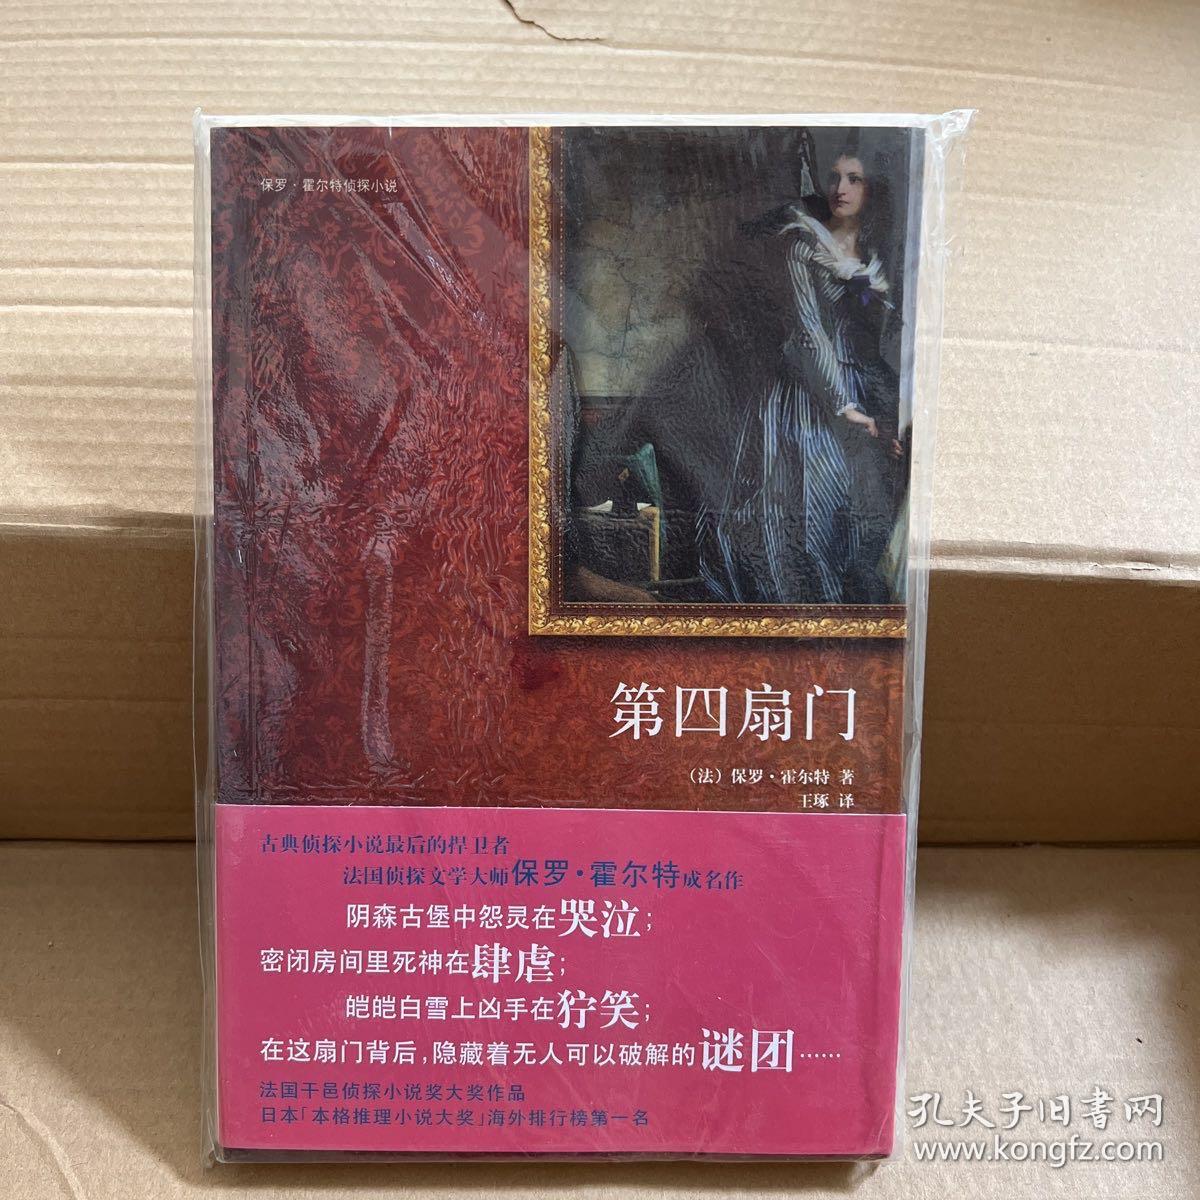 保罗·霍尔特侦探小说
第四扇门
（法）保罗·霍尔特 著
王琢 译
古典侦探小说最后的捍卫者
法国侦探文学大师保罗·霍尔特成名作
阴森古堡中怨灵在哭泣；
密闭房间里死神在肆虐；
皑皑白雪上凶手在狞笑；
在这扇门背后，隐藏着无人可以破解的谜团……
法国干邑侦探小说奖大奖作品
日本「本格推理小说大奖」海外排行榜第一名
孔夫子旧书网
www.kongfz.com